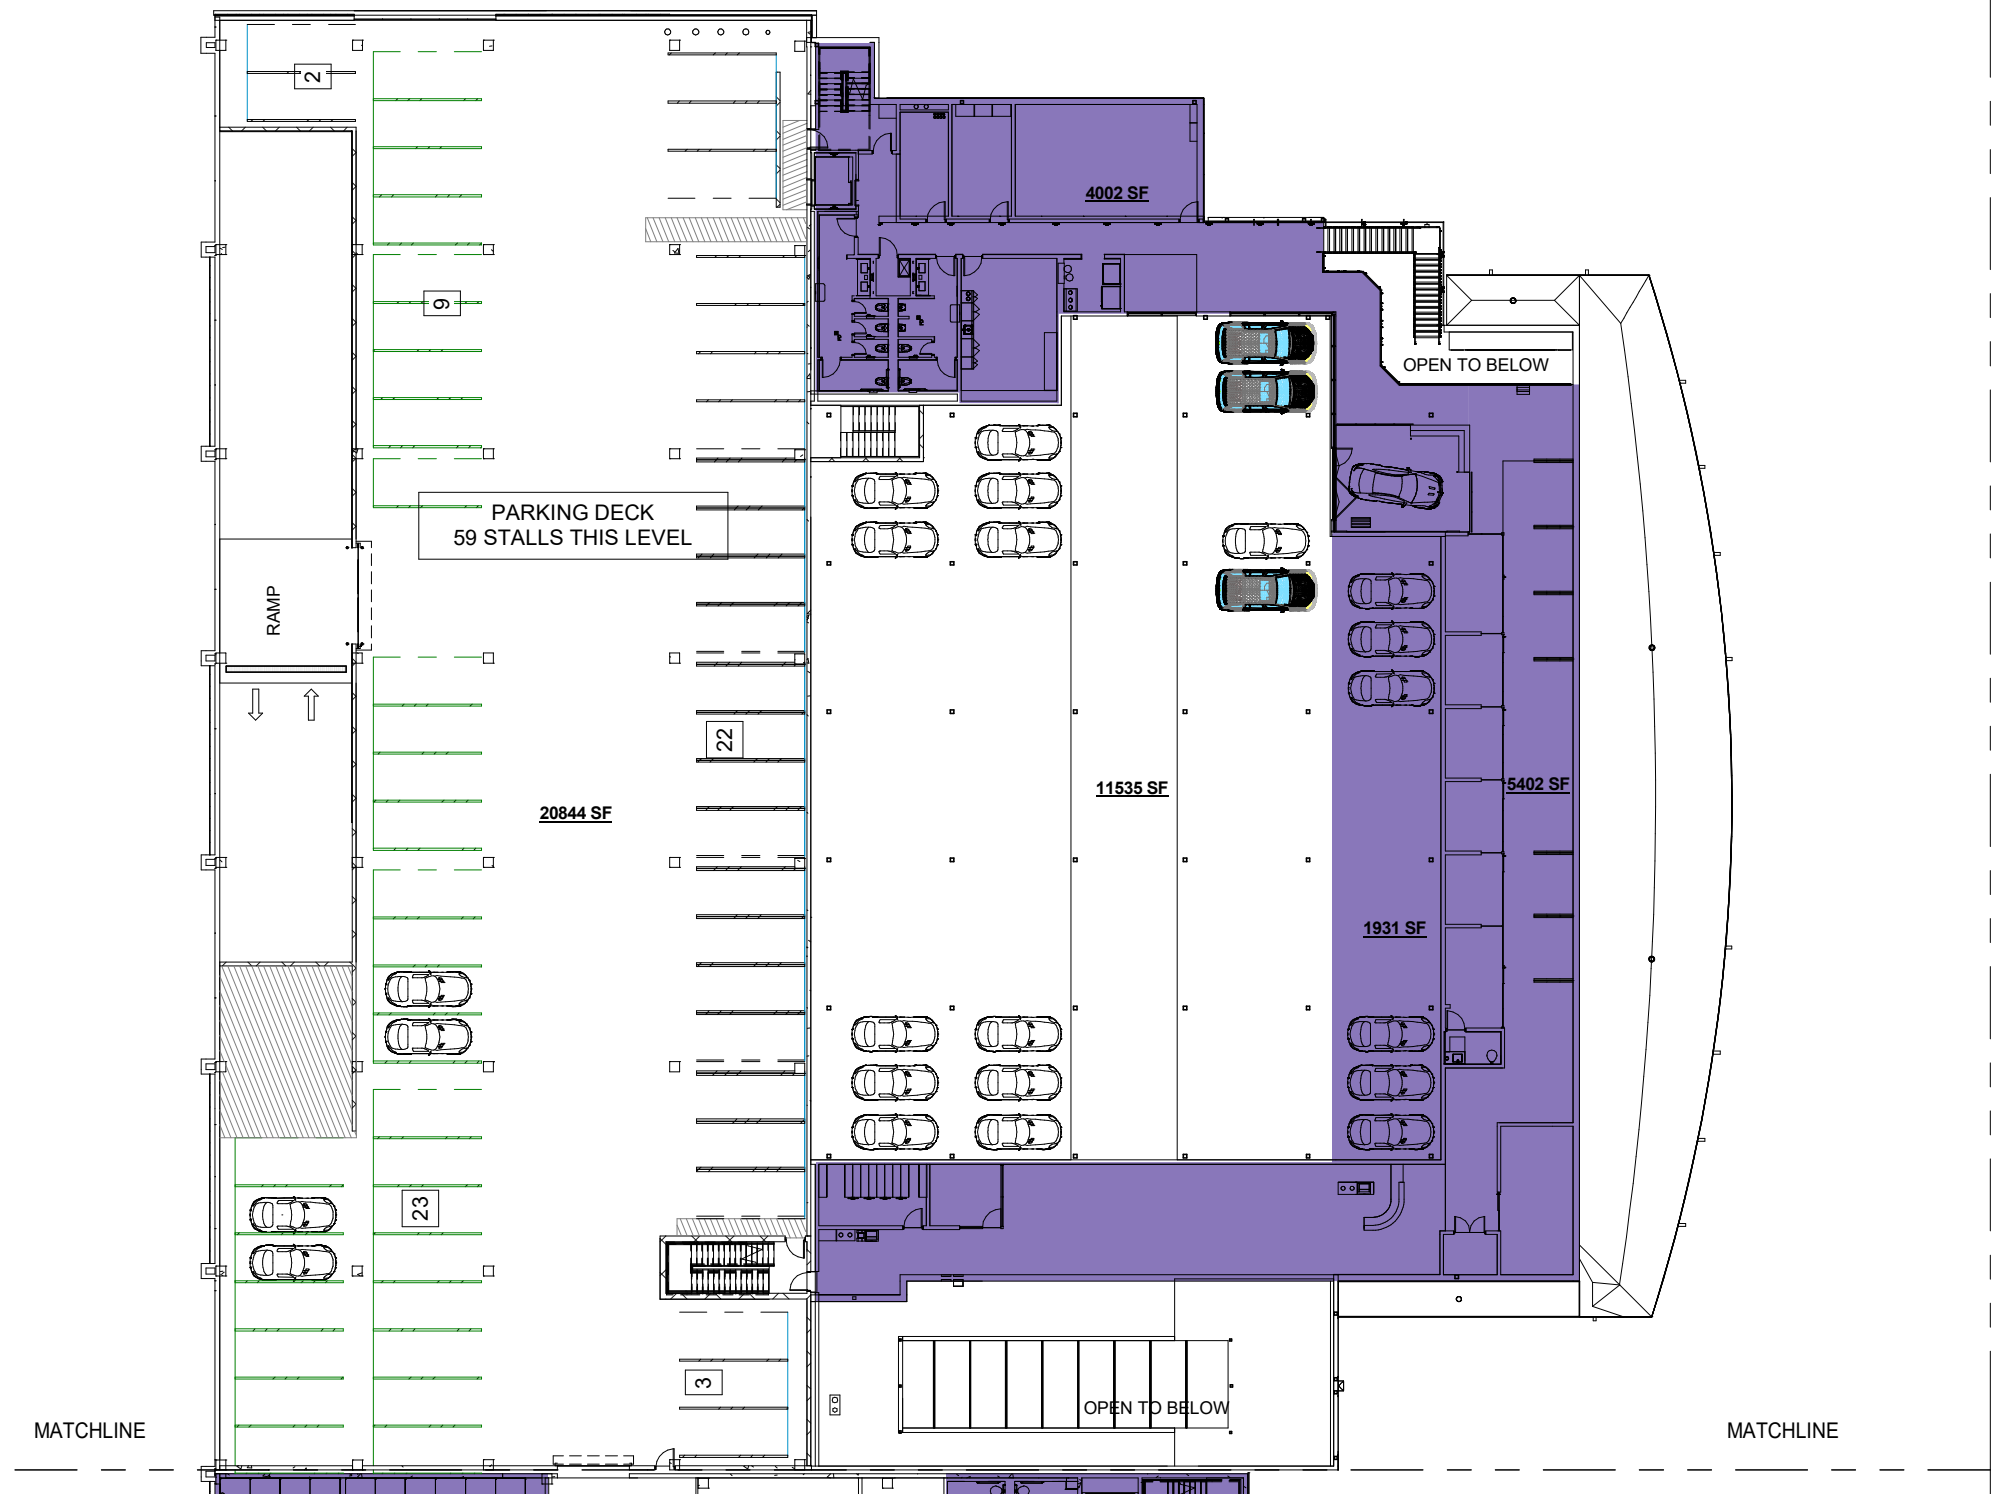 2
4002 SF
9
OPEN TO BELOW
PARKING DECK
59 STALLS THIS LEVEL
RAMP
22
11535 SF
5402 SF
20844 SF
1931 SF
23
3
OPEN TO BELOW
MATCHLINE
MATCHLINE